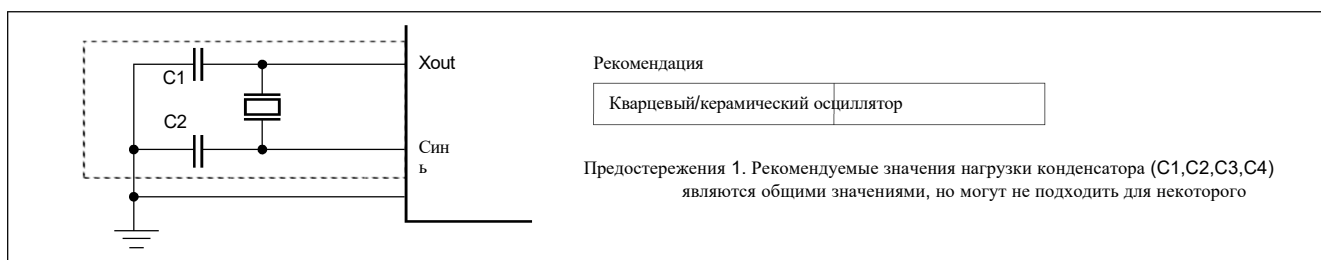 C1
Xout
C2
Син
ь
Рекомендация
Кварцевый/керамический осциллятор
Предостережения 1. Рекомендуемые значения нагрузки конденсатора (C1,C2,C3,C4)
являются общими значениями, но могут не подходить для некоторого